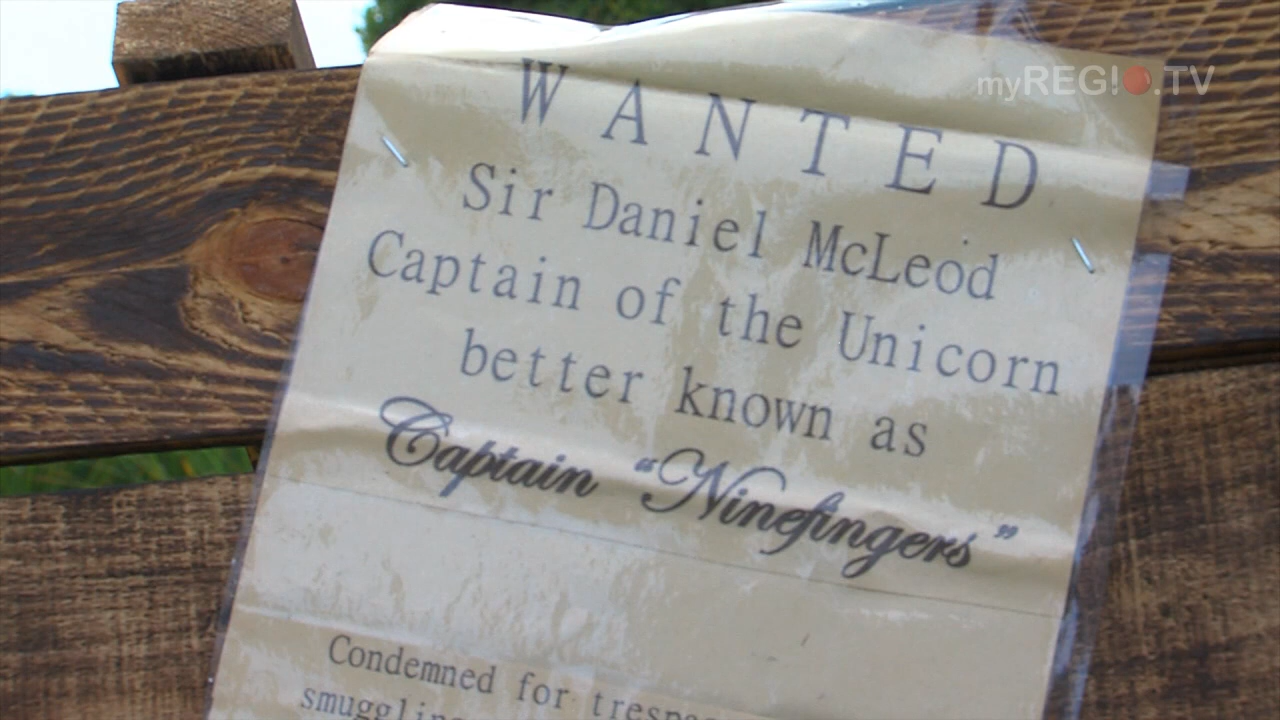 myREGIO.TV
WANTED
Sir Daniel McLeod
Captain of the Unicorn
better known as
Captain “Ninefingers”
Condemned for